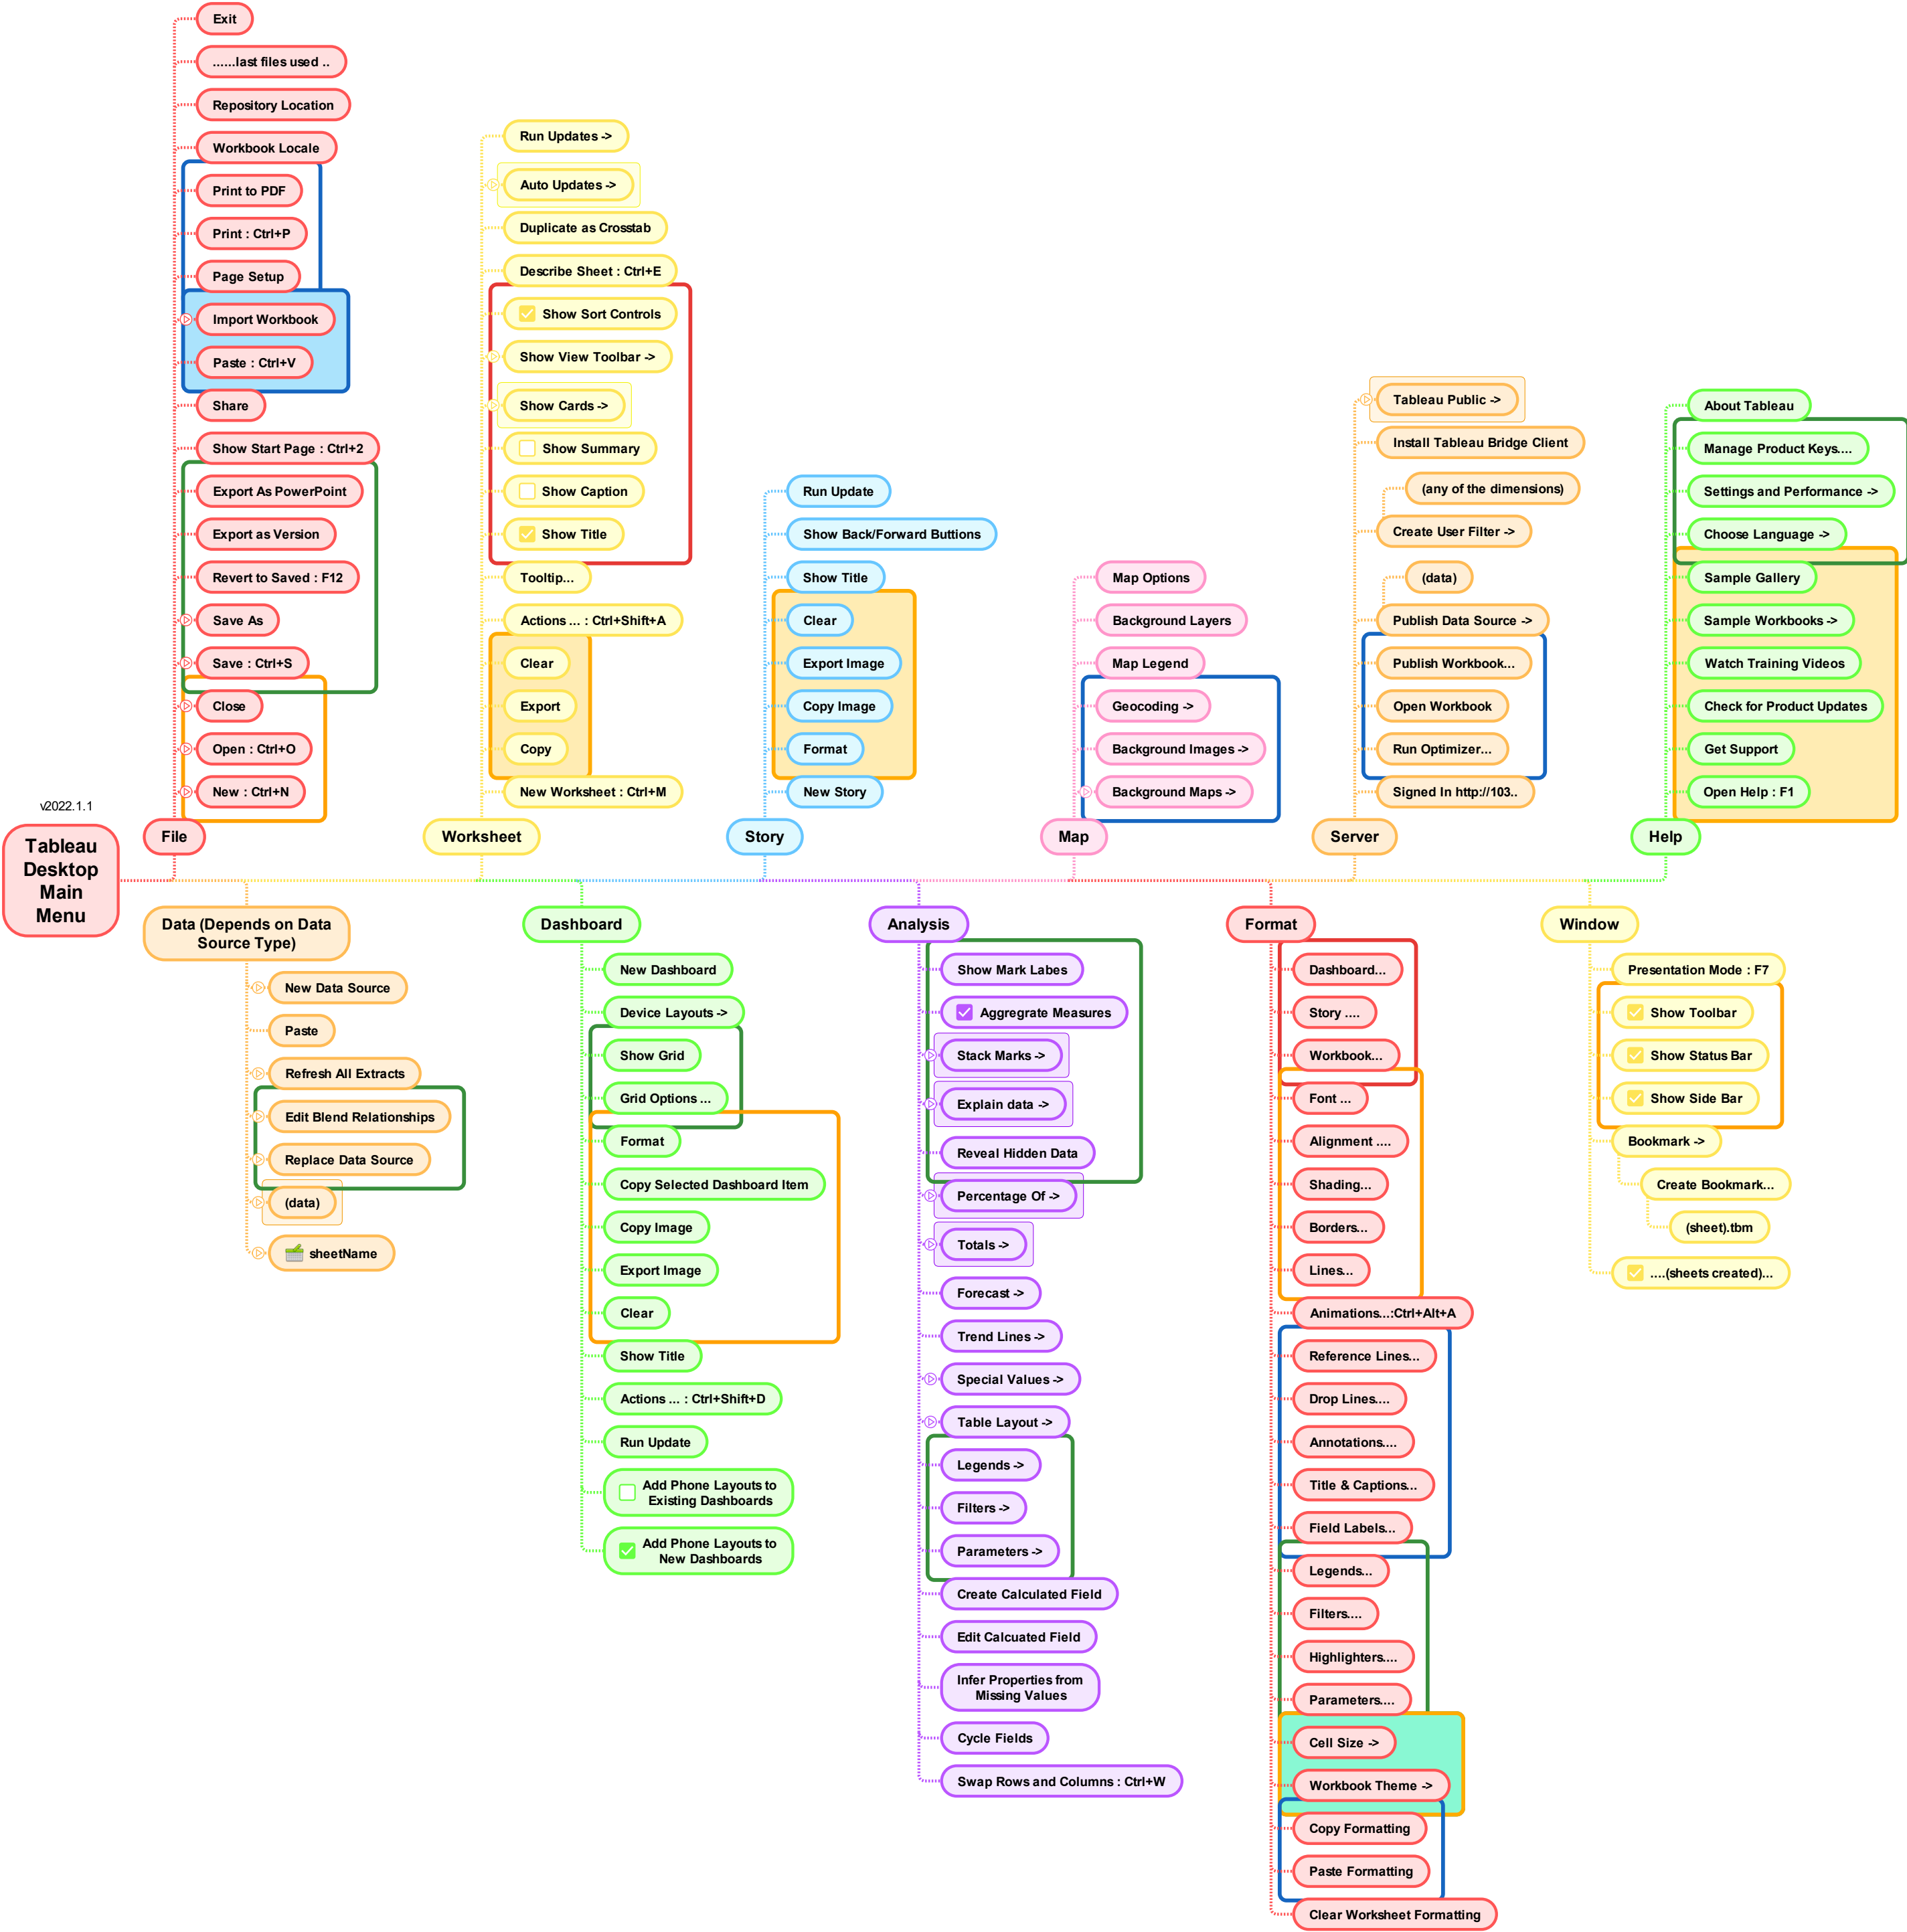 v2022.1.1
Tableau
Desktop
Main
Menu
File
Exit
......last files used ..
Repository Location
Workbook Locale
Print to PDF
Print : Ctrl+P
Page Setup
Import Workbook
Paste : Ctrl+V
Share
Show Start Page : Ctrl+2
Export As PowerPoint
Export as Version
Revert to Saved : F12
Save As
Save : Ctrl+S
Close
Open : Ctrl+O
New : Ctrl+N
Worksheet
Run Updates ->
Auto Updates ->
Duplicate as Crosstab
Describe Sheet : Ctrl+E
Show Sort Controls
Show View Toolbar ->
Show Cards ->
Show Summary
Show Caption
Show Title
Tooltip...
Actions ... : Ctrl+Shift+A
Clear
Export
Copy
New Worksheet : Ctrl+M
Story
Run Update
Show Back/Forward Buttions
Show Title
Clear
Export Image
Copy Image
Format
New Story
Map
Map Options
Background Layers
Map Legend
Geocoding ->
Background Images ->
Background Maps ->
Server
Tableau Public ->
Install Tableau Bridge Client
(any of the dimensions)
Create User Filter ->
(data)
Publish Data Source ->
Publish Workbook...
Open Workbook
Run Optimizer...
Signed In http://103..
Help
About Tableau
Manage Product Keys....
Settings and Performance ->
Choose Language ->
Sample Gallery
Sample Workbooks ->
Watch Training Videos
Check for Product Updates
Get Support
Open Help : F1
Data (Depends on Data
Source Type)
New Data Source
Paste
Refresh All Extracts
Edit Blend Relationships
Replace Data Source
(data)
sheetName
Dashboard
New Dashboard
Device Layouts ->
Show Grid
Grid Options ...
Format
Copy Selected Dashboard Item
Copy Image
Export Image
Clear
Show Title
Actions ... : Ctrl+Shift+D
Run Update
Add Phone Layouts to
Existing Dashboards
Add Phone Layouts to
New Dashboards
Analysis
Show Mark Labes
Aggregrate Measures
Stack Marks ->
Explain data ->
Reveal Hidden Data
Percentage Of ->
Totals ->
Forecast ->
Trend Lines ->
Special Values ->
Table Layout ->
Legends ->
Filters ->
Parameters ->
Create Calculated Field
Edit Calcuated Field
Infer Properties from
Missing Values
Cycle Fields
Swap Rows and Columns : Ctrl+W
Format
Dashboard...
Story ....
Workbook...
Font ...
Alignment ....
Shading...
Borders...
Lines...
Animations...:Ctrl+Alt+A
Reference Lines...
Drop Lines....
Annotations....
Title & Captions...
Field Labels...
Legends...
Filters....
Highlighters....
Parameters....
Cell Size ->
Workbook Theme ->
Copy Formatting
Paste Formatting
Clear Worksheet Formatting
Window
Presentation Mode : F7
Show Toolbar
Show Status Bar
Show Side Bar
Bookmark ->
Create Bookmark...
(sheet).tbm
....(sheets created)...